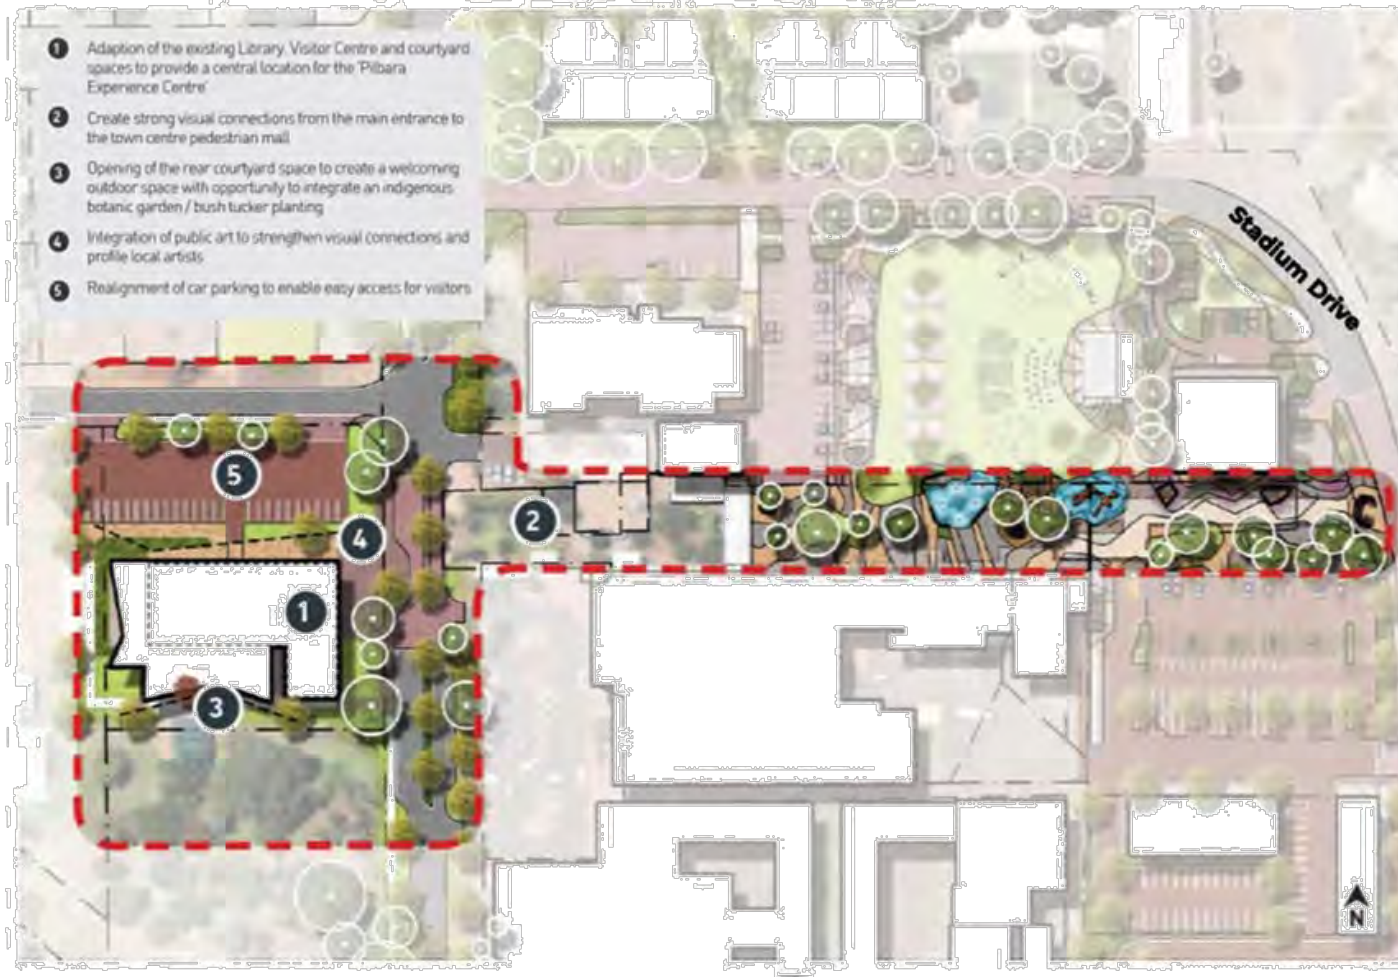 1 Adaption of the existing Library, Visitor Centre and courtyard
spaces to provide a central location for the 'Pilbara
Experience Centre'
2 Create strong visual connections from the main entrance to
the town centre pedestrian mall
3 Opening of the rear courtyard space to create a welcoming
outdoor space with opportunity to integrate an indigenous
botanic garden / bush tucker planting
4 Integration of public art to strengthen visual connections and
profile local artists
5 Realignment of car parking to enable easy access for visitors
Stadium Drive
5
2
4
1
3
N